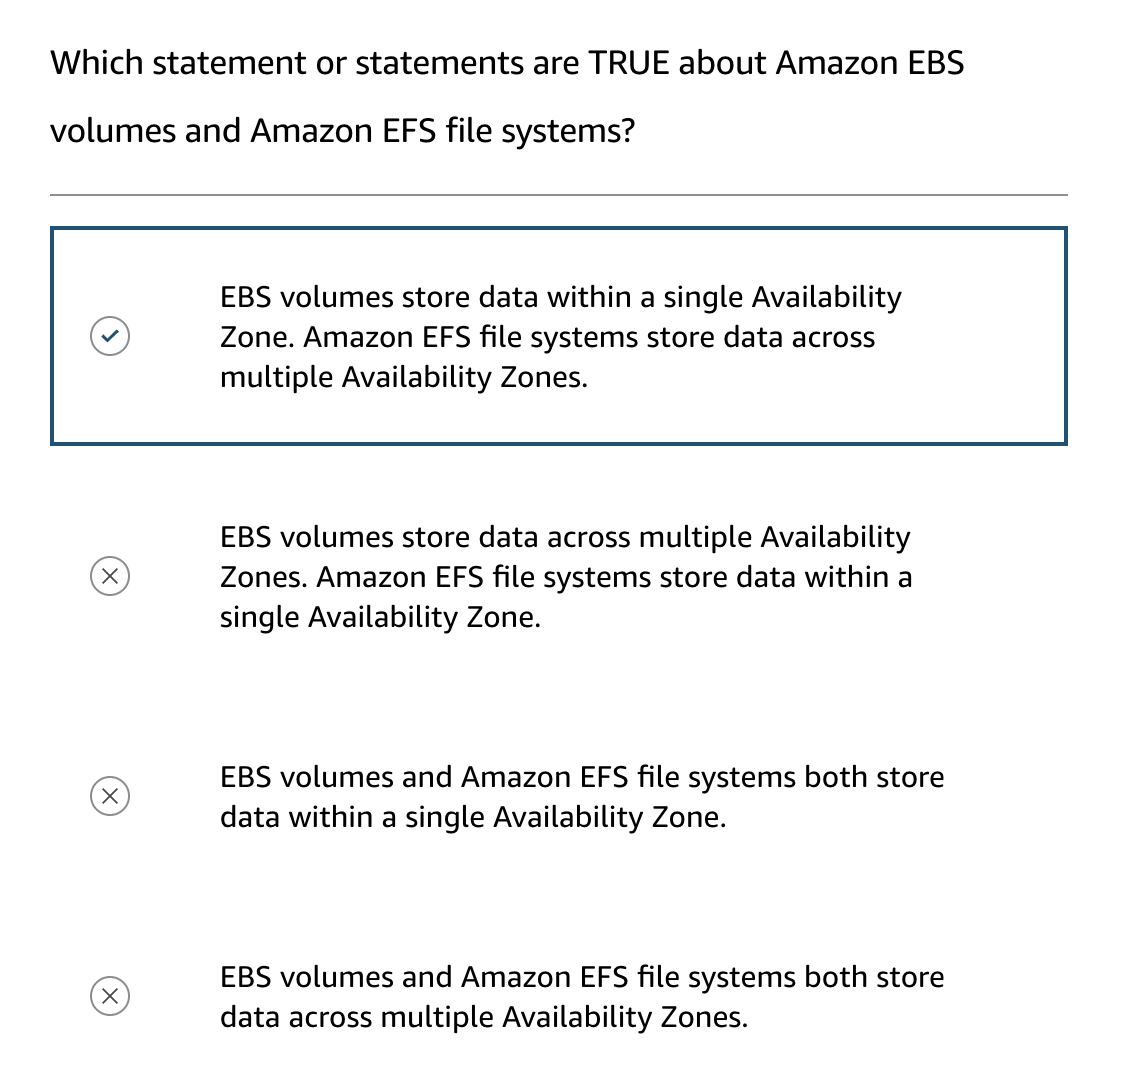 Which statement or statements are TRUE about Amazon EBS
volumes and Amazon EFS file systems?
EBS volumes store data within a single Availability
Zone. Amazon EFS file systems store data across
multiple Availability Zones.
EBS volumes store data across multiple Availability
Zones. Amazon EFS file systems store data within a
single Availability Zone.
EBS volumes and Amazon EFS file systems both store
data within a single Availability Zone.
EBS volumes and Amazon EFS file systems both store
data across multiple Availability Zones.